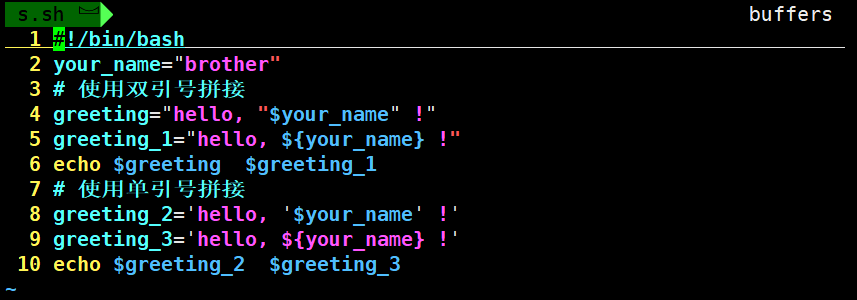 s.sh buffers
1 #!/bin/bash
2 your_name="brother"
3 # 使用双引号拼接
4 greeting="hello, "$your_name" !"
5 greeting_1="hello, ${your_name} !"
6 echo $greeting  $greeting_1
7 # 使用单引号拼接
8 greeting_2='hello, '$your_name' !'
9 greeting_3='hello, ${your_name} !'
10 echo $greeting_2  $greeting_3
~